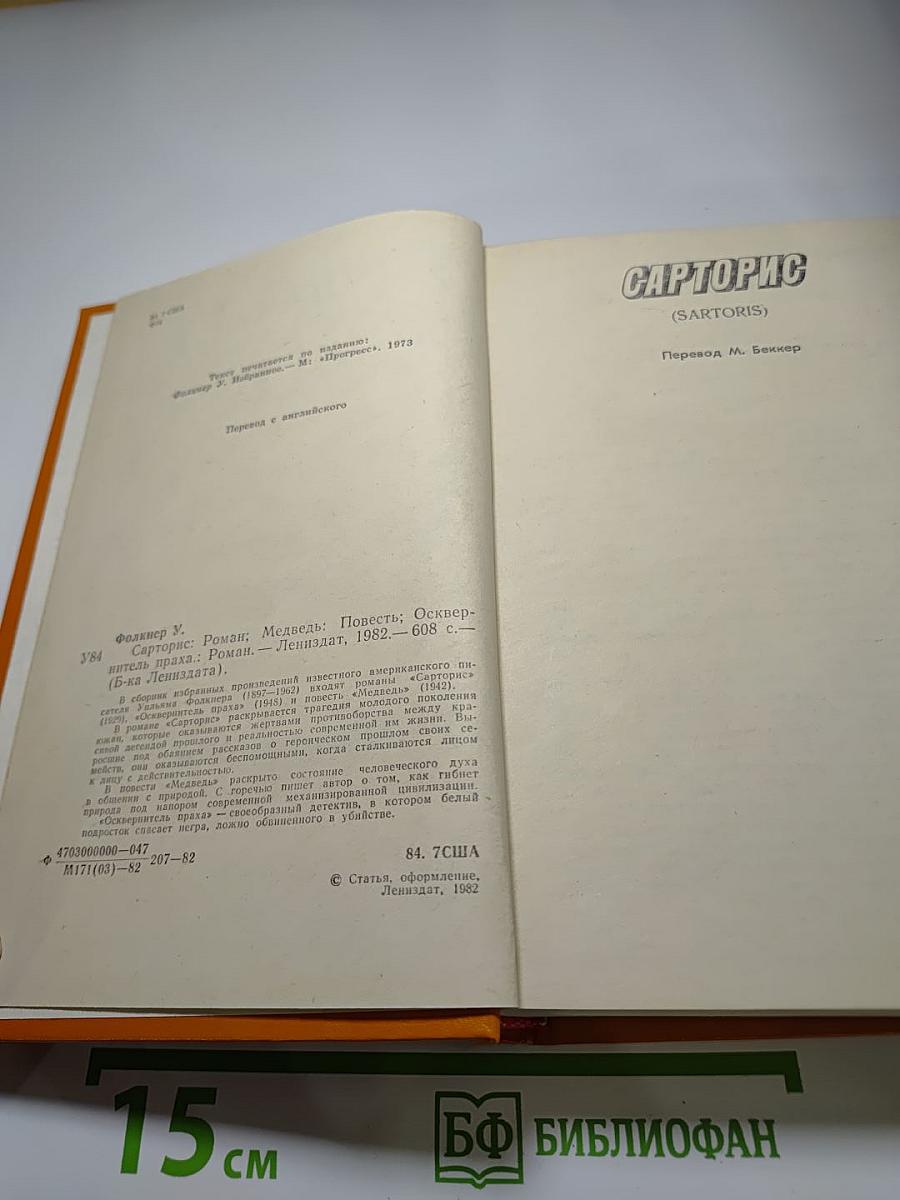 84.7США
Ф74
Текст печатается по изданию:
Фолкнер У. Избранное.— М: «Прогресс», 1973
Перевод с английского
Фолкнер У.
У84 Сарторис: Роман; Медведь: Повесть; Осквер-
нитель праха.: Роман. — Лениздат, 1982.— 608 с.—
(Б-ка Лениздата).
В сборник избранных произведений известного американского пи-
сателя Уильяма Фолкнера (1897—1962) входят романы «Сарторис»
(1929), «Осквернитель праха» (1948) и повесть «Медведь» (1942).
В романе «Сарторис» раскрывается трагедия молодого поколения
южан, которые оказываются жертвами противоборства между кра-
сивой легендой прошлого и реальностью современной им жизни. Вы-
росшие под обаянием рассказов о героическом прошлом своих се-
мейств, они оказываются беспомощными, когда сталкиваются лицом
к лицу с действительностью.
В повести «Медведь» раскрыто состояние человеческого духа
в общении с природой. С горечью пишет автор о том, как гибнет
природа под напором современной механизированной цивилизации.
«Осквернитель праха» — своеобразный детектив, в котором белый
подросток спасает негра, ложно обвиненного в убийстве.
Ф 4703000000—047
М171(03)—82 207—82
84. 7США
© Статья, оформление,
Лениздат, 1982
САРТОРИС
(SARTORIS)
Перевод М. Беккер
15 см
БФ БИБЛИОФАН